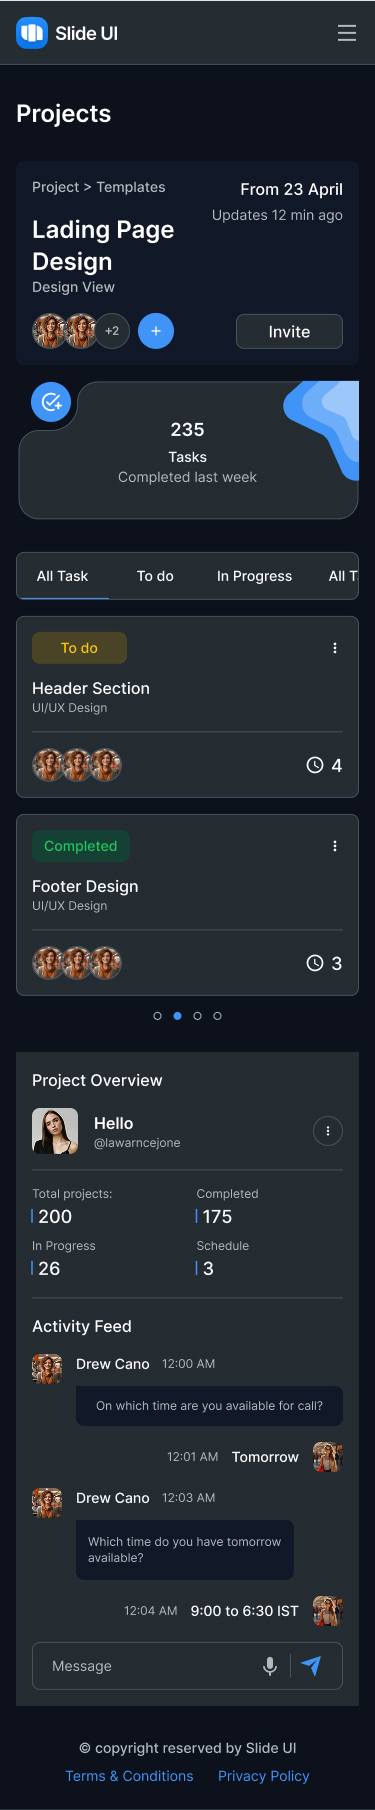 Slide UI
Projects
Project > Templates
From 23 April
Updates 12 min ago
Lading Page
Design
Design View
+2
+
Invite
235
Tasks
Completed last week
All Task
To do
In Progress
All T
To do
Header Section
UI/UX Design
4
Completed
Footer Design
UI/UX Design
3
Project Overview
Hello
@lawarncejone
Total projects:
Completed
200
175
In Progress
Schedule
26
3
Activity Feed
Drew Cano 12:00 AM
On which time are you available for call?
12:01 AM Tomorrow
Drew Cano 12:03 AM
Which time do you have tomorrow
available?
12:04 AM 9:00 to 6:30 IST
Message
© copyright reserved by Slide UI
Terms & Conditions Privacy Policy